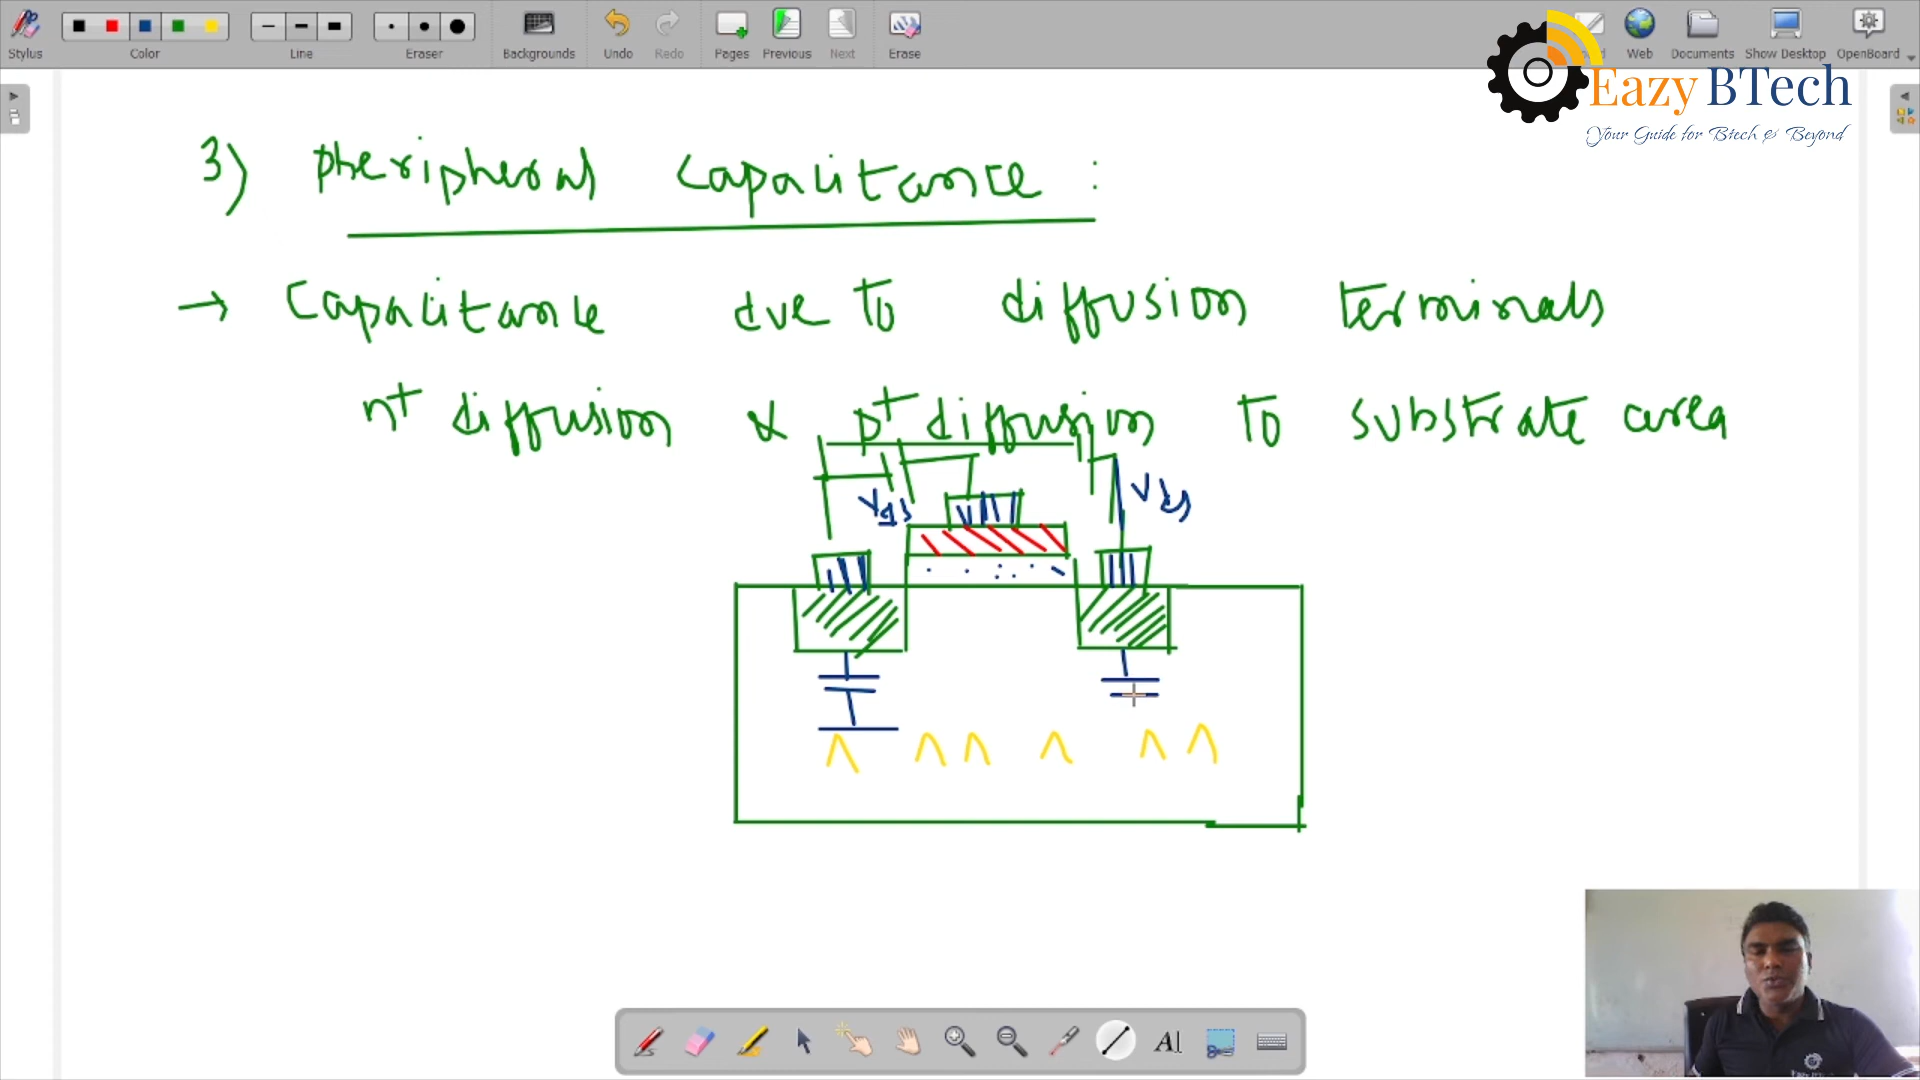 Stylus Color Line Eraser Backgrounds Undo Redo Pages Previous Next Erase Web Documents Show Desktop OpenBoard
Eazy BTech
Your Guide for Btech & Beyond
3) Pheripheral Capacitance :
→ Capacitance due to diffusion terminals
n+ diffusion & p+ diffusion to substrate area
Vgs Vds